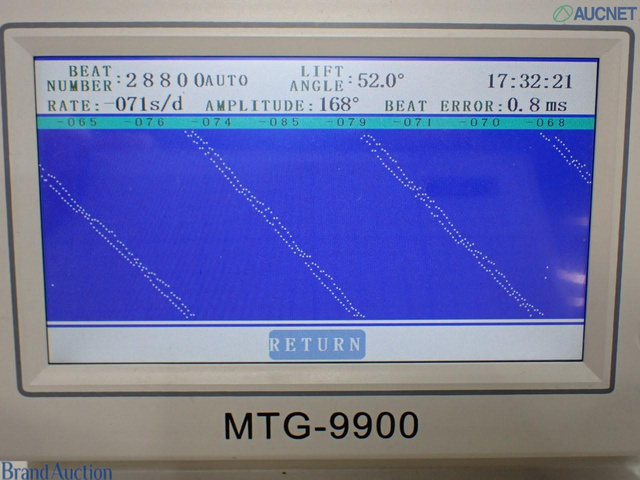 AUCNET
BEAT NUMBER:28800AUTO LIFT ANGLE:52.0° 17:32:21
RATE:-071s/d AMPLITUDE:168° BEAT ERROR:0.8ms
-065 -076 -074 -085 -079 -071 -070 -068
RETURN
MTG-9900
BrandAuction